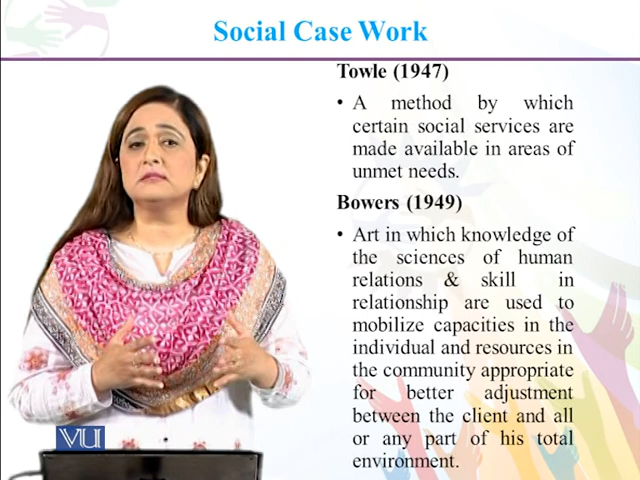 Social Case Work
Towle (1947)
• A method by which
certain social services are
made available in areas of
unmet needs.
Bowers (1949)
• Art in which knowledge of
the sciences of human
relations & skill in
relationship are used to
mobilize capacities in the
individual and resources in
the community appropriate
for better adjustment
between the client and all
or any part of his total
environment.
VU